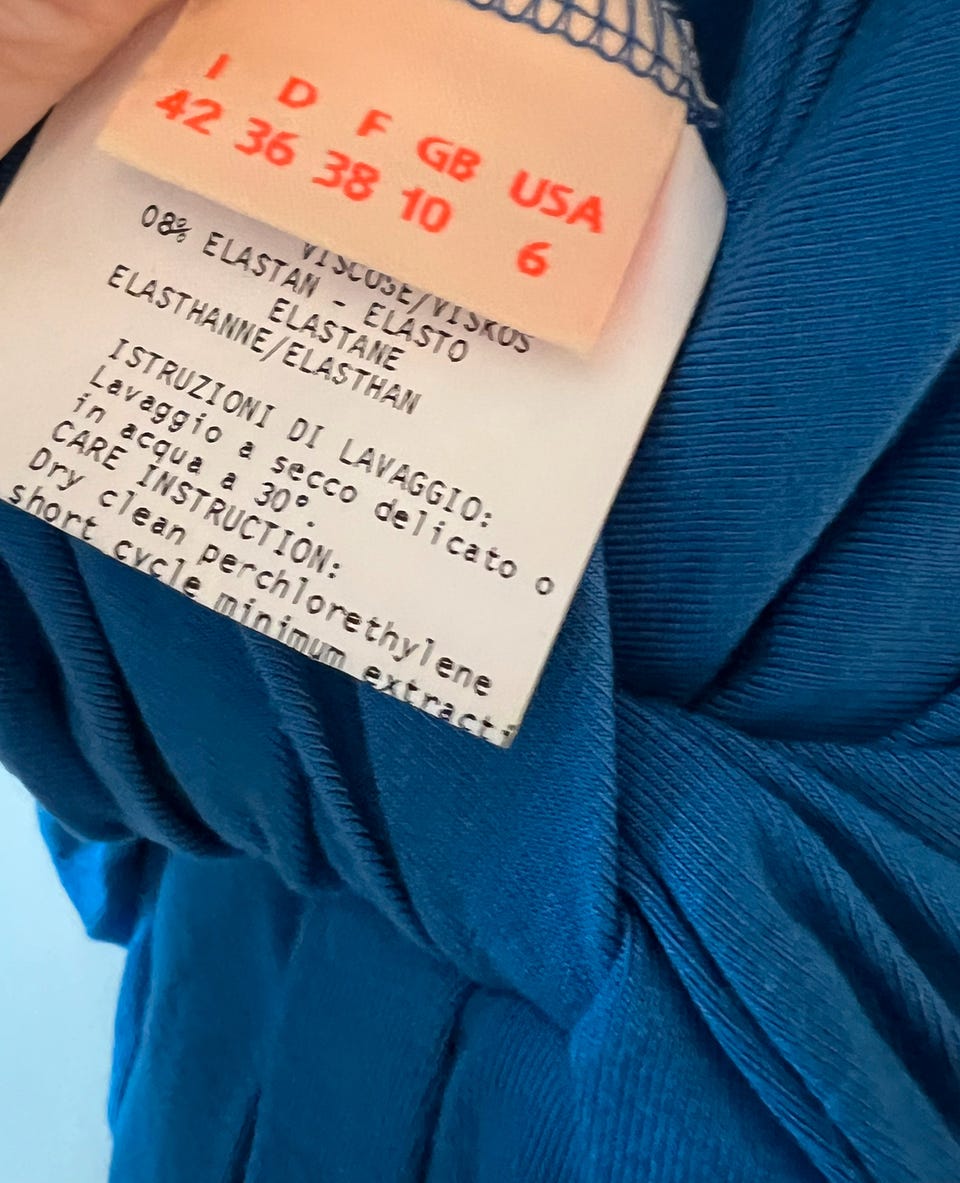 I D F GB USA
42 36 38 10 6
VISCOSE/VISKOS
08% ELASTAN - ELASTO
ELASTANE
ELASTHANNE/ELASTHAN
ISTRUZIONI DI LAVAGGIO:
Lavaggio a secco delicato o
in acqua a 30°.
CARE INSTRUCTION:
Dry clean perchlorethylene
short cycle minimum extracti